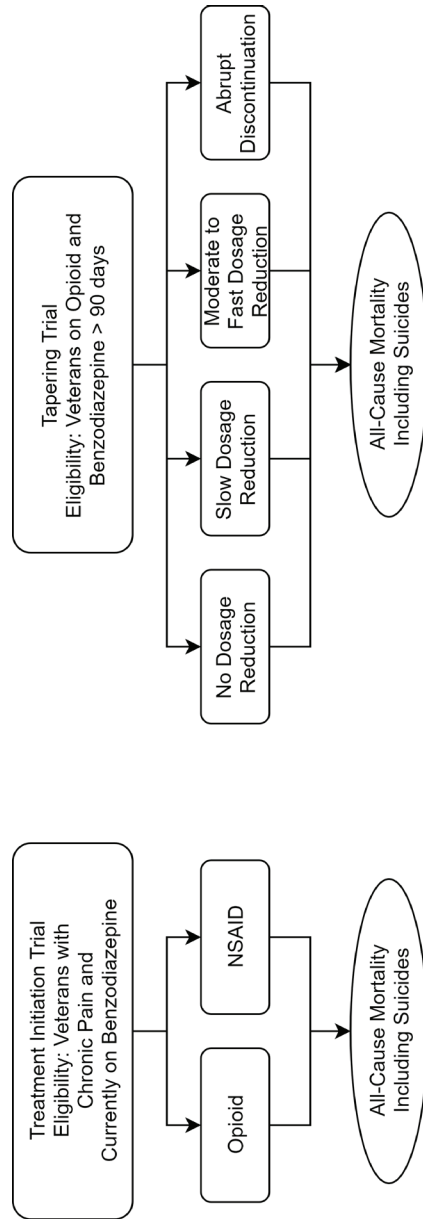 Treatment Initiation Trial
Eligibility: Veterans with
Chronic Pain and
Currently on Benzodiazepine
Opioid
NSAID
All-Cause Mortality
Including Suicides
Tapering Trial
Eligibility: Veterans on Opioid and
Benzodiazepine > 90 days
No Dosage
Reduction
Slow Dosage
Reduction
Moderate to
Fast Dosage
Reduction
Abrupt
Discontinuation
All-Cause Mortality
Including Suicides